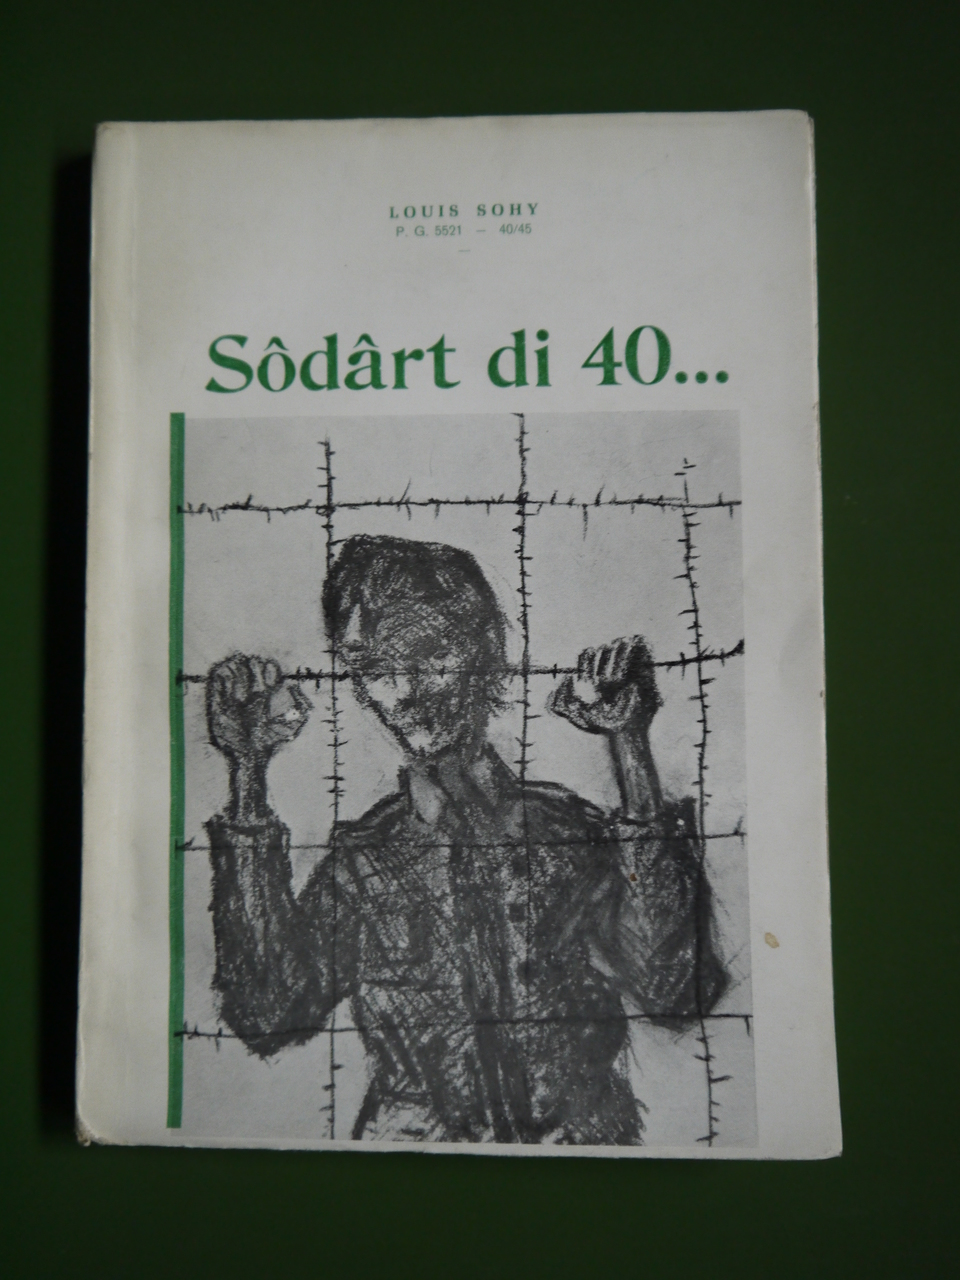 LOUIS SOHY
P. G. 5521 — 40/45
Sôdârt di 40...